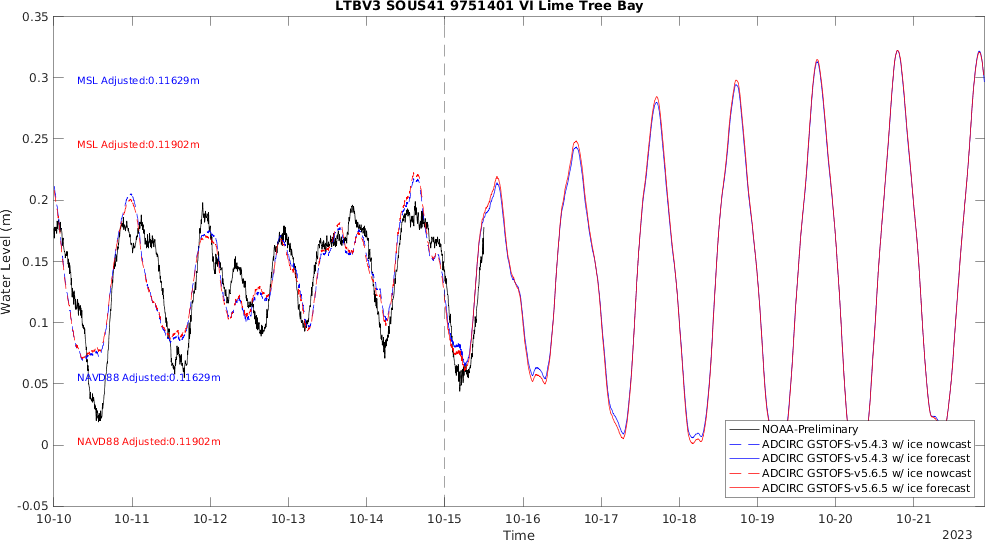 LTBV3 SOUS41 9751401 VI Lime Tree Bay
0.35
0.3
0.25
0.2
0.15
0.1
0.05
0
-0.05
Water Level (m)
MSL Adjusted:0.11629m
MSL Adjusted:0.11902m
NAVD88 Adjusted:0.11629m
NAVD88 Adjusted:0.11902m
NOAA-Preliminary
ADCIRC GSTOFS-v5.4.3 w/ ice nowcast
ADCIRC GSTOFS-v5.4.3 w/ ice forecast
ADCIRC GSTOFS-v5.6.5 w/ ice nowcast
ADCIRC GSTOFS-v5.6.5 w/ ice forecast
10-10 10-11 10-12 10-13 10-14 10-15 10-16 10-17 10-18 10-19 10-20 10-21
Time
2023